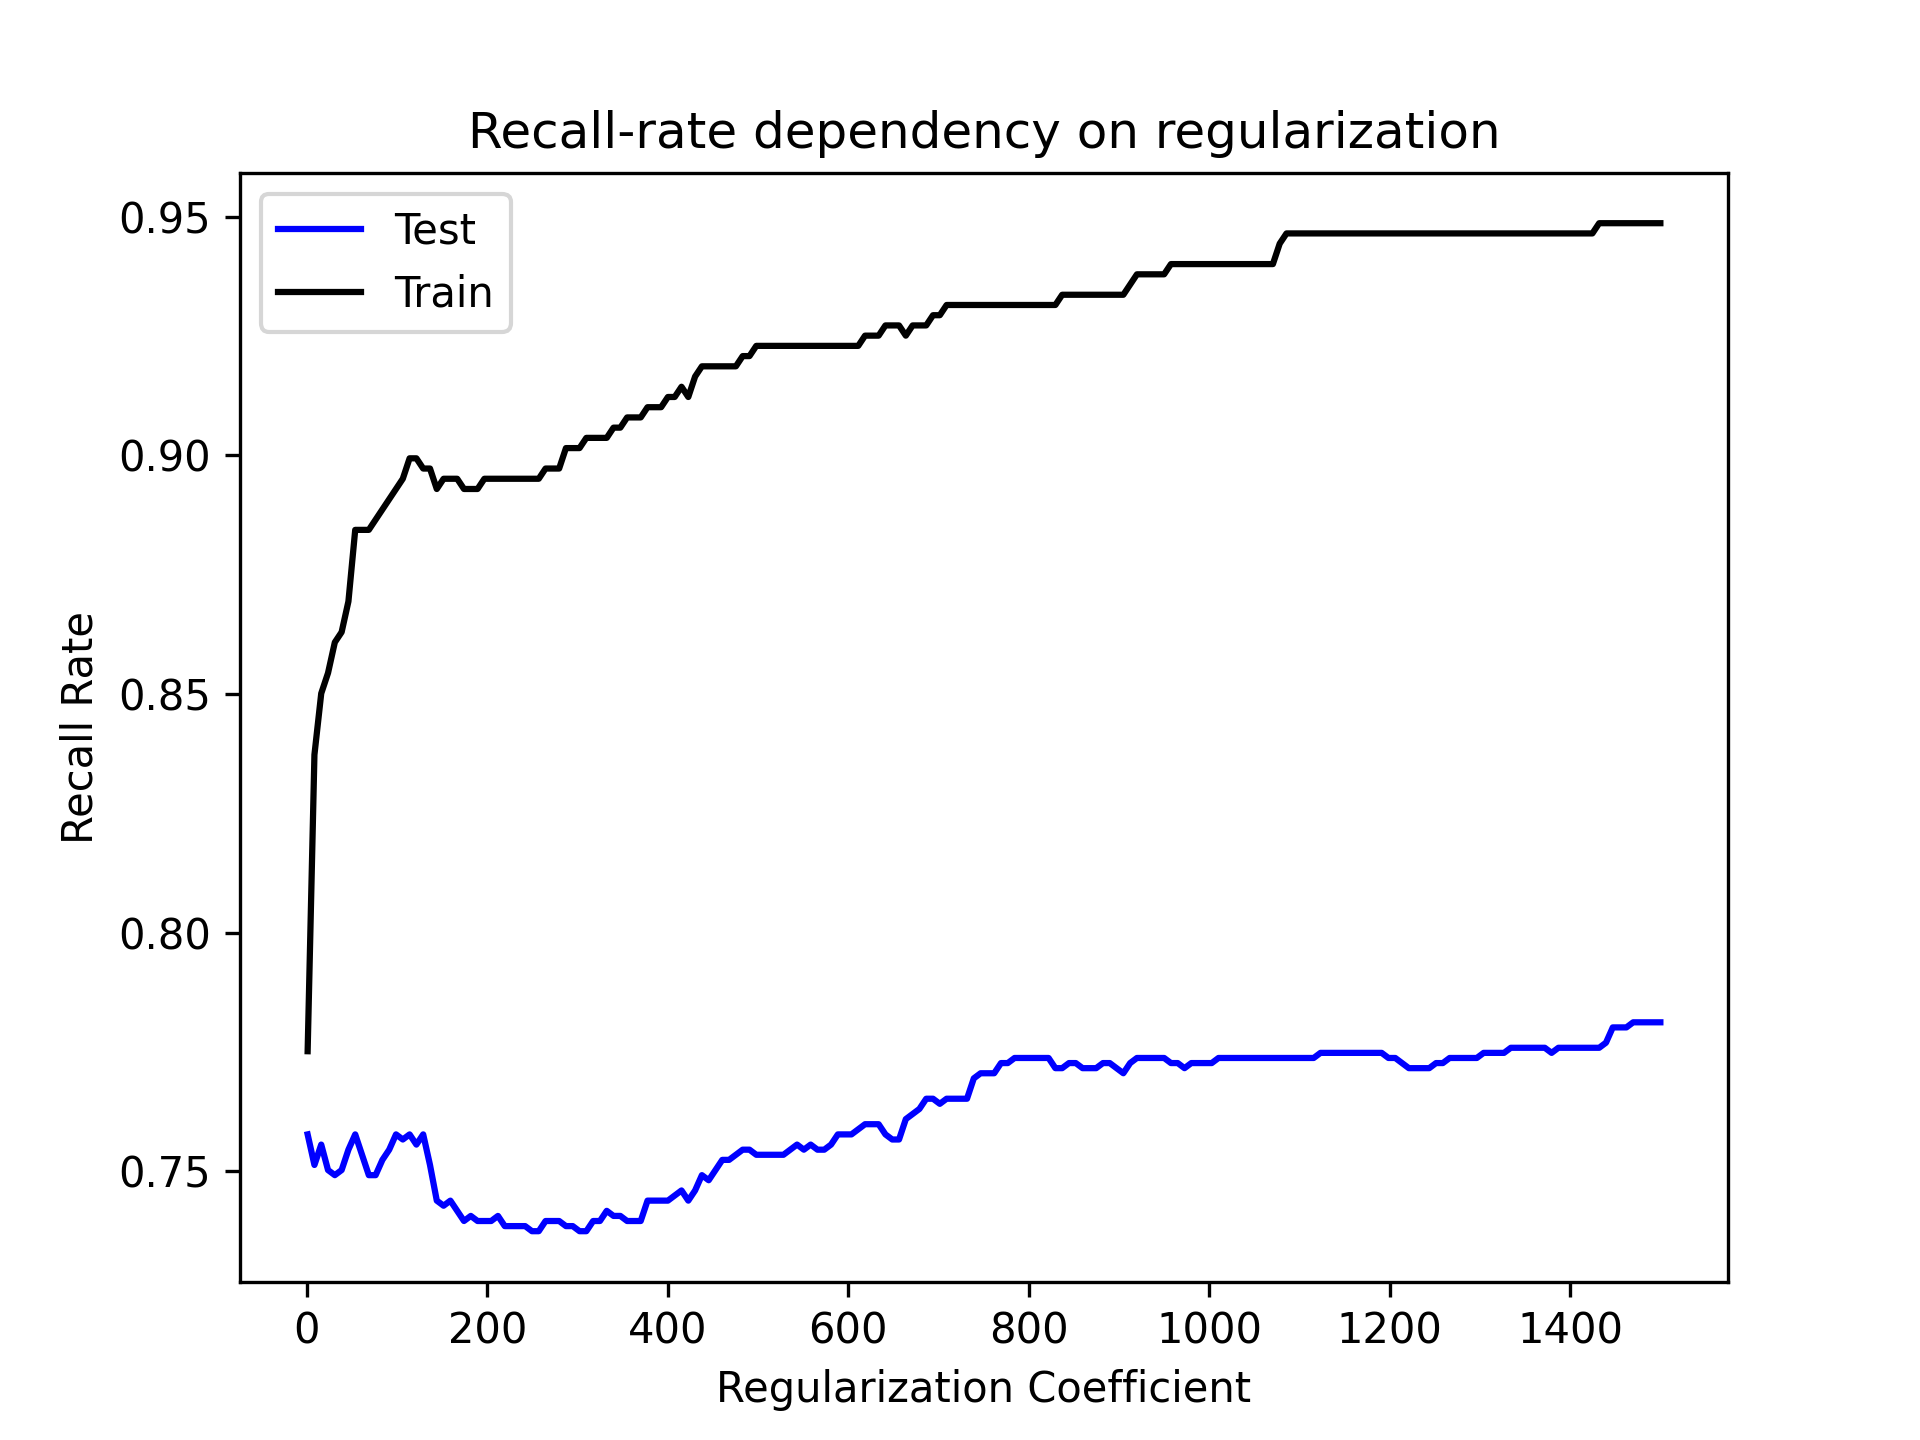 Recall-rate dependency on regularization
Test
Train
0.95
0.90
0.85
0.80
0.75
Recall Rate
0 200 400 600 800 1000 1200 1400
Regularization Coefficient